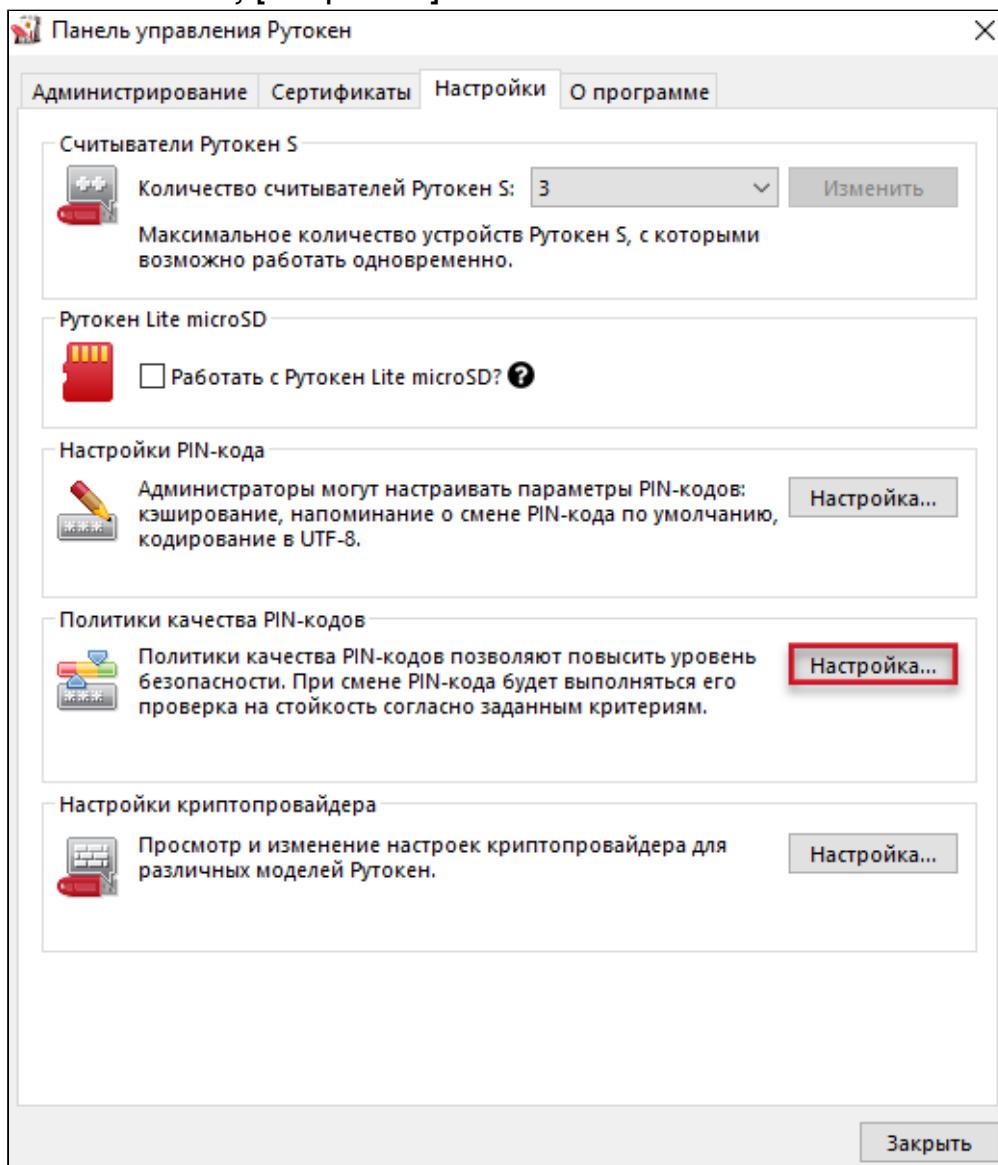 Панель управления Рутокен
Администрирование Сертификаты Настройки О программе
Считыватели Рутокен S
Количество считывателей Рутокен S: 3 Изменить
Максимальное количество устройств Рутокен S, с которыми
возможно работать одновременно.
Рутокен Lite microSD
Работать с Рутокен Lite microSD? ?
Настройки PIN-кода
Администраторы могут настраивать параметры PIN-кодов:
кэширование, напоминание о смене PIN-кода по умолчанию,
кодирование в UTF-8.
Настройка...
Политики качества PIN-кодов
Политики качества PIN-кодов позволяют повысить уровень
безопасности. При смене PIN-кода будет выполняться его
проверка на стойкость согласно заданным критериям.
Настройка...
Настройки криптопровайдера
Просмотр и изменение настроек криптопровайдера для
различных моделей Рутокен.
Настройка...
Закрыть